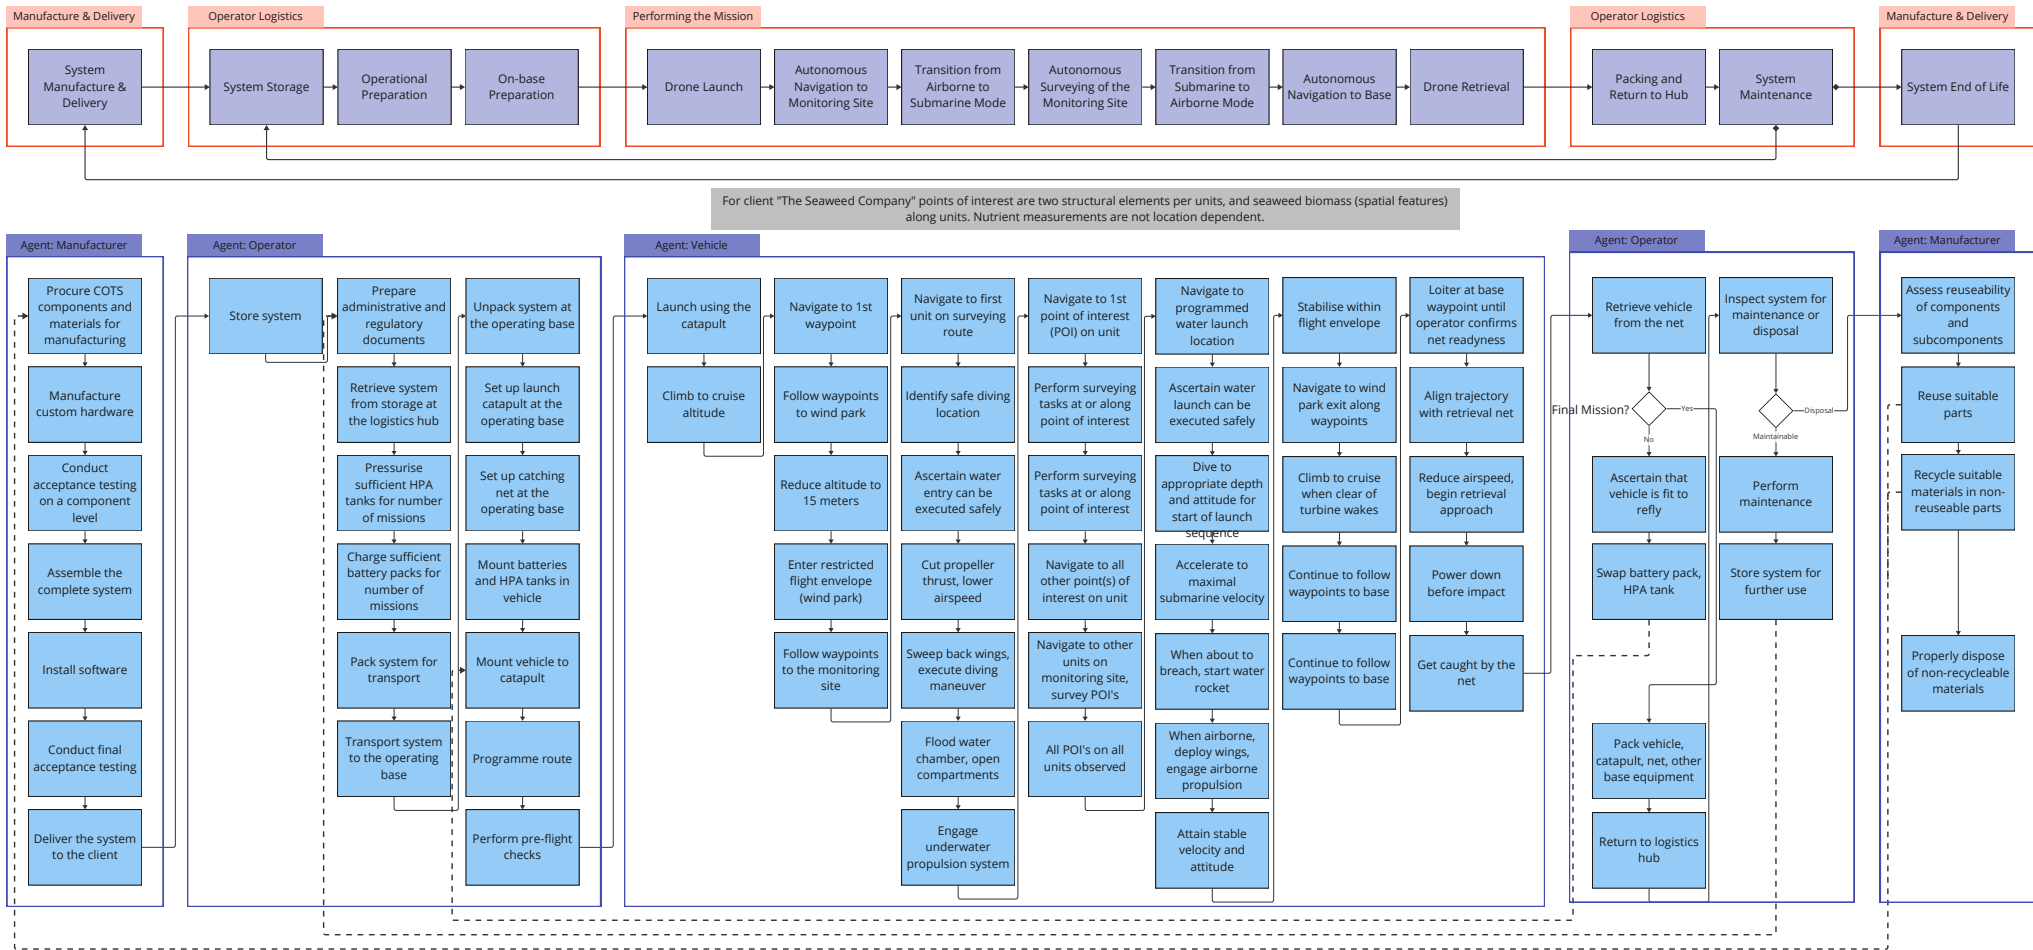 Manufacture & Delivery
Operator Logistics
Performing the Mission
Operator Logistics
Manufacture & Delivery
System
Manufacture &
Delivery
System Storage
Operational
Preparation
On-base
Preparation
Drone Launch
Autonomous
Navigation to
Monitoring Site
Transition from
Airborne to
Submarine Mode
Autonomous
Surveying of the
Monitoring Site
Transition from
Submarine to
Airborne Mode
Autonomous
Navigation to Base
Drone Retrieval
Packing and
Return to Hub
System
Maintenance
System End of Life
For client "The Seaweed Company" points of interest are two structural elements per units, and seaweed biomass (spatial features)
along units. Nutrient measurements are not location dependent.
Agent: Manufacturer
Agent: Operator
Agent: Vehicle
Agent: Operator
Agent: Manufacturer
Procure COTS
components and
materials for
manufacturing
Manufacture
custom hardware
Conduct
acceptance testing
on a component
level
Assemble the
complete system
Install software
Conduct final
acceptance testing
Deliver the system
to the client
Store system
Prepare
administrative and
regulatory
documents
Retrieve system
from storage at
the logistics hub
Pressurise
sufficient HPA
tanks for number
of missions
Charge sufficient
battery packs for
number of
missions
Pack system for
transport
Transport system
to the operating
base
Unpack system at
the operating base
Set up launch
catapult at the
operating base
Set up catching
net at the
operating base
Mount batteries
and HPA tanks in
vehicle
Mount vehicle to
catapult
Programme route
Perform pre-flight
checks
Launch using the
catapult
Climb to cruise
altitude
Navigate to 1st
waypoint
Follow waypoints
to wind park
Reduce altitude to
15 meters
Enter restricted
flight envelope
(wind park)
Follow waypoints
to the monitoring
site
Navigate to first
unit on surveying
route
Identify safe diving
location
Ascertain water
entry can be
executed safely
Cut propeller
thrust, lower
airspeed
Sweep back wings,
execute diving
maneuver
Flood water
chamber, open
compartments
Engage
underwater
propulsion system
Navigate to 1st
point of interest
(POI) on unit
Perform surveying
tasks at or along
point of interest
Perform surveying
tasks at or along
point of interest
Navigate to all
other point(s) of
interest on unit
Navigate to other
units on
monitoring site,
survey POI's
All POI's on all
units observed
Navigate to
programmed
water launch
location
Ascertain water
launch can be
executed safely
Dive to
appropriate depth
and attitude for
start of launch
sequence
Accelerate to
maximal
submarine velocity
When about to
breach, start water
rocket
When airborne,
deploy wings,
engage airborne
propulsion
Attain stable
velocity and
attitude
Stabilise within
flight envelope
Navigate to wind
park exit along
waypoints
Climb to cruise
when clear of
turbine wakes
Continue to follow
waypoints to base
Continue to follow
waypoints to base
Loiter at base
waypoint until
operator confirms
net readyness
Align trajectory
with retrieval net
Reduce airspeed,
begin retrieval
approach
Power down
before impact
Get caught by the
net
Retrieve vehicle
from the net
Final Mission?
Yes
No
Ascertain that
vehicle is fit to
refly
Swap battery pack,
HPA tank
Pack vehicle,
catapult, net, other
base equipment
Return to logistics
hub
Inspect system for
maintenance or
disposal
Disposal
Maintainable
Perform
maintenance
Store system for
further use
Assess reuseability
of components
and
subcomponents
Reuse suitable
parts
Recycle suitable
materials in non-
reuseable parts
Properly dispose
of non-recycleable
materials